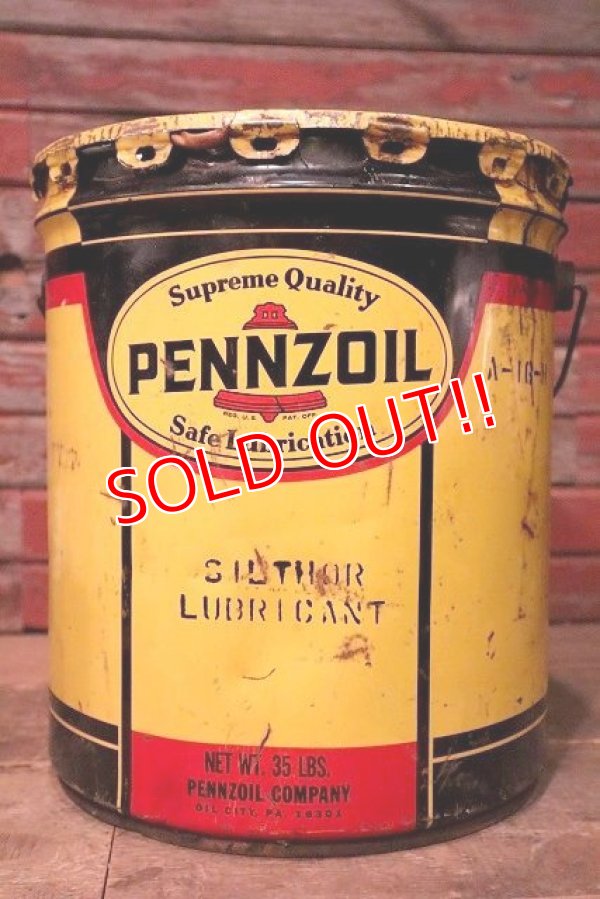 Supreme Quality
PENNZOIL
REG. U.S. PAT. OFF.
Safe Lubrication
SOLD OUT!!
LUBRICANT
NET WT. 35 LBS.
PENNZOIL COMPANY
OIL CITY, PA. 16301